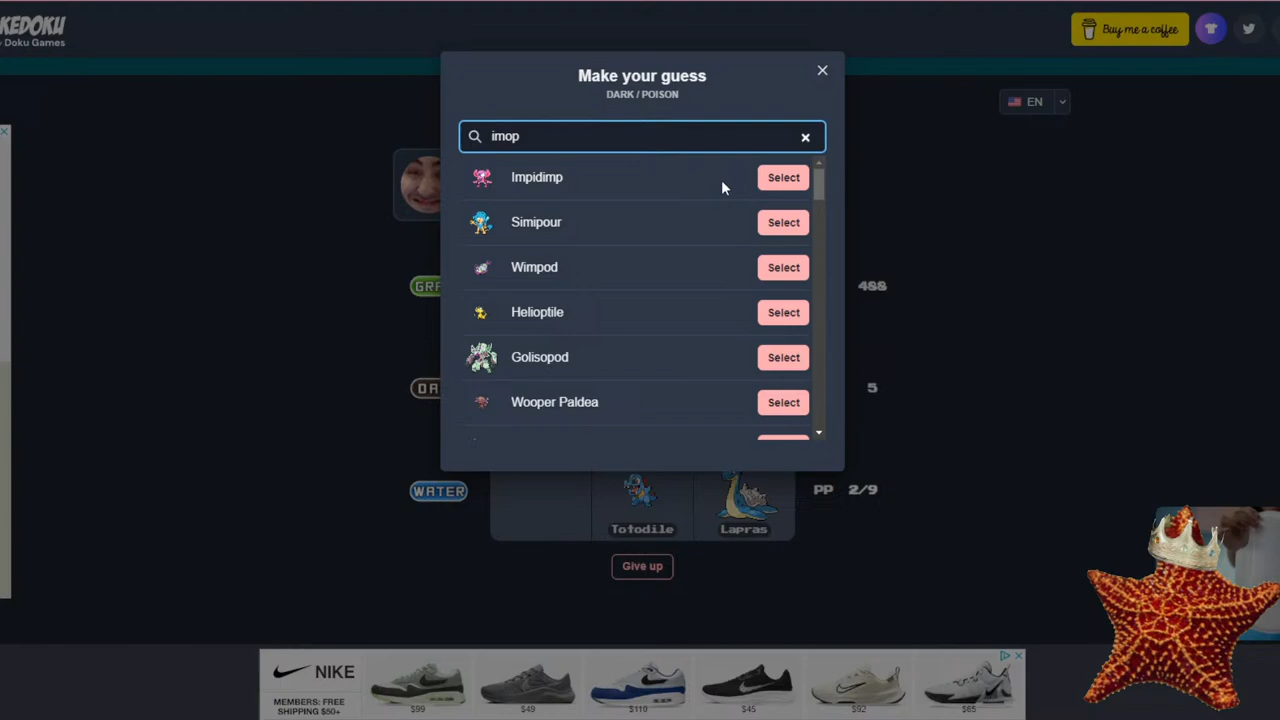 KEDOKU
Doku Games
Buy me a coffee
Make your guess
DARK / POISON
EN
imop
Impidimp
Select
Simipour
Select
Wimpod
Select
Helioptile
Select
Golisopod
Select
Wooper Paldea
Select
488
5
WATER
PP 2/9
Totodile
Lapras
Give up
NIKE
MEMBERS: FREE
SHIPPING $50+
$99
$49
$110
$45
$92
$65